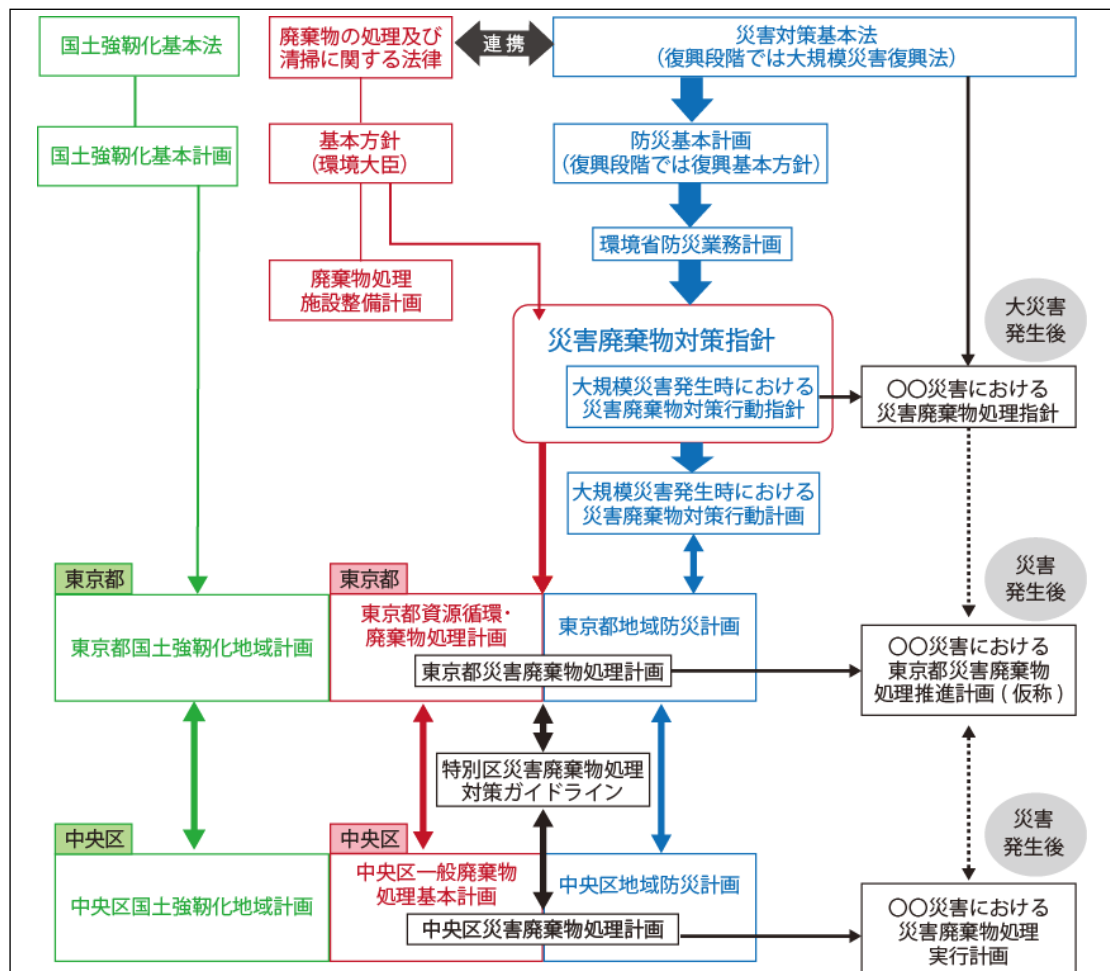 国土強靭化基本法
廃棄物の処理及び
清掃に関する法律
連携
災害対策基本法
(復興段階では大規模災害復興法)
国土強靭化基本計画
基本方針
(環境大臣)
防災基本計画
(復興段階では復興基本方針)
環境省防災業務計画
廃棄物処理
施設整備計画
大災害
発生後
災害廃棄物対策指針
大規模災害発生時における
災害廃棄物対策行動指針
〇〇災害における
災害廃棄物処理指針
大規模災害発生時における
災害廃棄物対策行動計画
災害
発生後
東京都
東京都国土強靭化地域計画
東京都
東京都資源循環・
廃棄物処理計画
東京都地域防災計画
東京都災害廃棄物処理計画
〇〇災害における
東京都災害廃棄物
処理推進計画(仮称)
特別区災害廃棄物処理
対策ガイドライン
災害
発生後
中央区
中央区国土強靭化地域計画
中央区
中央区一般廃棄物
処理基本計画
中央区地域防災計画
中央区災害廃棄物処理計画
〇〇災害における
災害廃棄物処理
実行計画